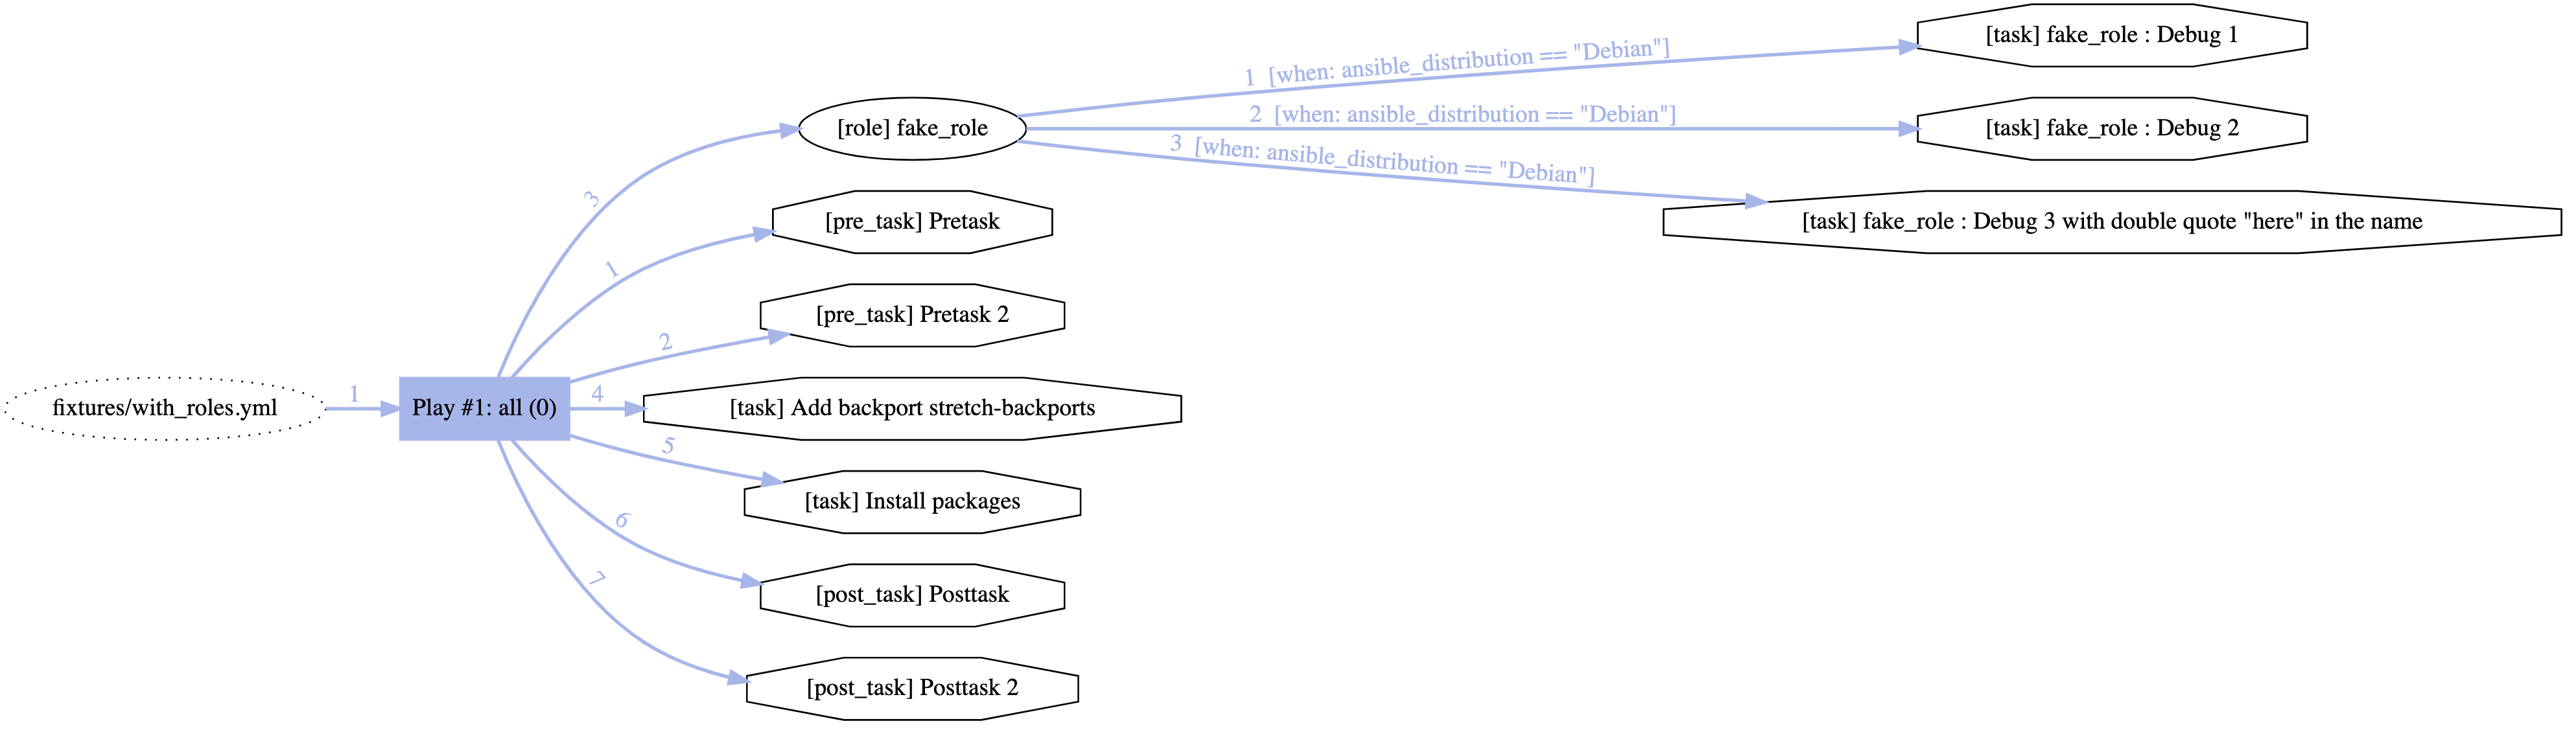 [task] fake_role : Debug 1
1 [when: ansible_distribution == "Debian"]
[role] fake_role
2 [when: ansible_distribution == "Debian"]
[task] fake_role : Debug 2
3 [when: ansible_distribution == "Debian"]
3
[pre_task] Pretask
[task] fake_role : Debug 3 with double quote "here" in the name
1
[pre_task] Pretask 2
2
fixtures/with_roles.yml
1
Play #1: all (0)
4
[task] Add backport stretch-backports
5
[task] Install packages
6
[post_task] Posttask
7
[post_task] Posttask 2